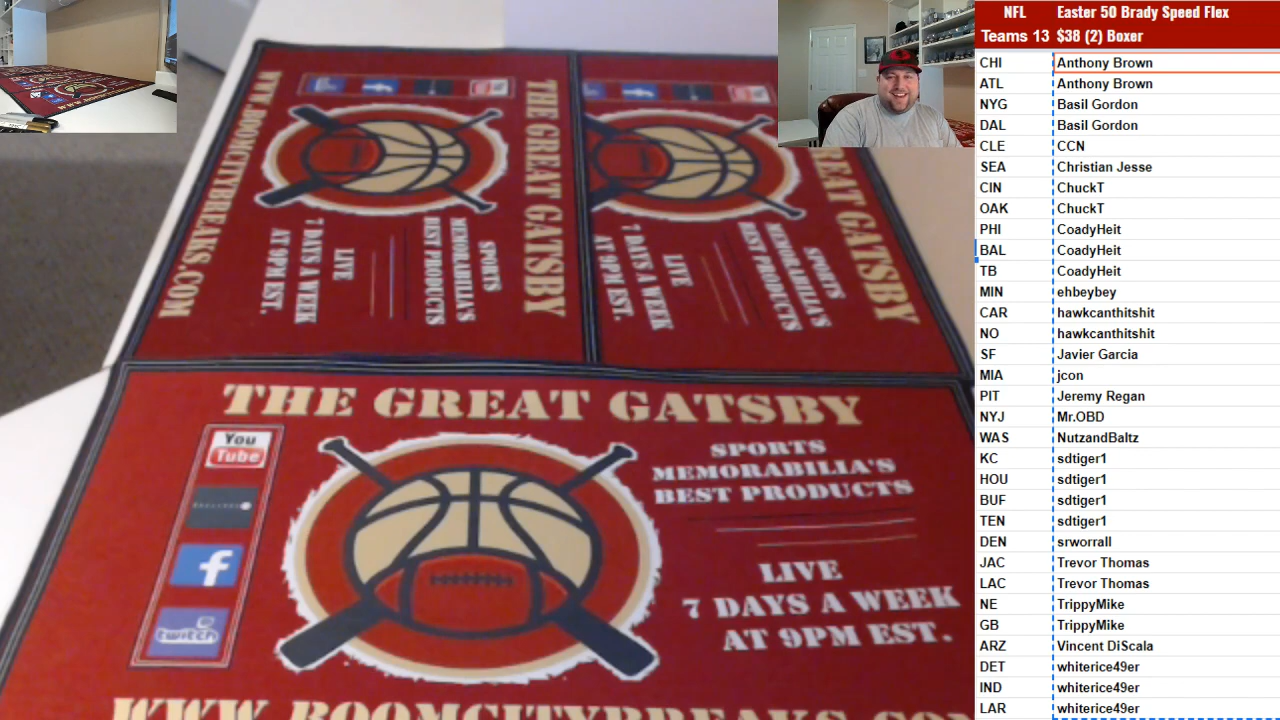 NFL Easter 50 Brady Speed Flex
Teams 13 $38 (2) Boxer
CHI Anthony Brown
ATL Anthony Brown
NYG Basil Gordon
DAL Basil Gordon
CLE CCN
SEA Christian Jesse
CIN ChuckT
OAK ChuckT
PHI CoadyHeit
BAL CoadyHeit
TB CoadyHeit
MIN ehbeybey
CAR hawkcanthitshit
NO hawkcanthitshit
SF Javier Garcia
MIA jcon
PIT Jeremy Regan
NYJ Mr.OBD
WAS NutzandBaltz
KC sdtiger1
HOU sdtiger1
BUF sdtiger1
TEN sdtiger1
DEN srworrall
JAC Trevor Thomas
LAC Trevor Thomas
NE TrippyMike
GB TrippyMike
ARZ Vincent DiScala
DET whiterice49er
IND whiterice49er
LAR whiterice49er
WWW.BOOMCITYBREAKS.COM
THE GREAT GATSBY
SPORTS
MEMORABILIA'S
BEST PRODUCTS
LIVE
7 DAYS A WEEK
AT 9PM EST.
REAT GATSBY
SPORTS
MEMORABILIA'S
BEST PRODUCTS
LIVE
7 DAYS A WEEK
AT 9PM EST.
THE GREAT GATSBY
You
Tube
f
twitch
SPORTS
MEMORABILIA'S
BEST PRODUCTS
LIVE
7 DAYS A WEEK
AT 9PM EST.
WWW.BOOMCITYBREAKS.COM